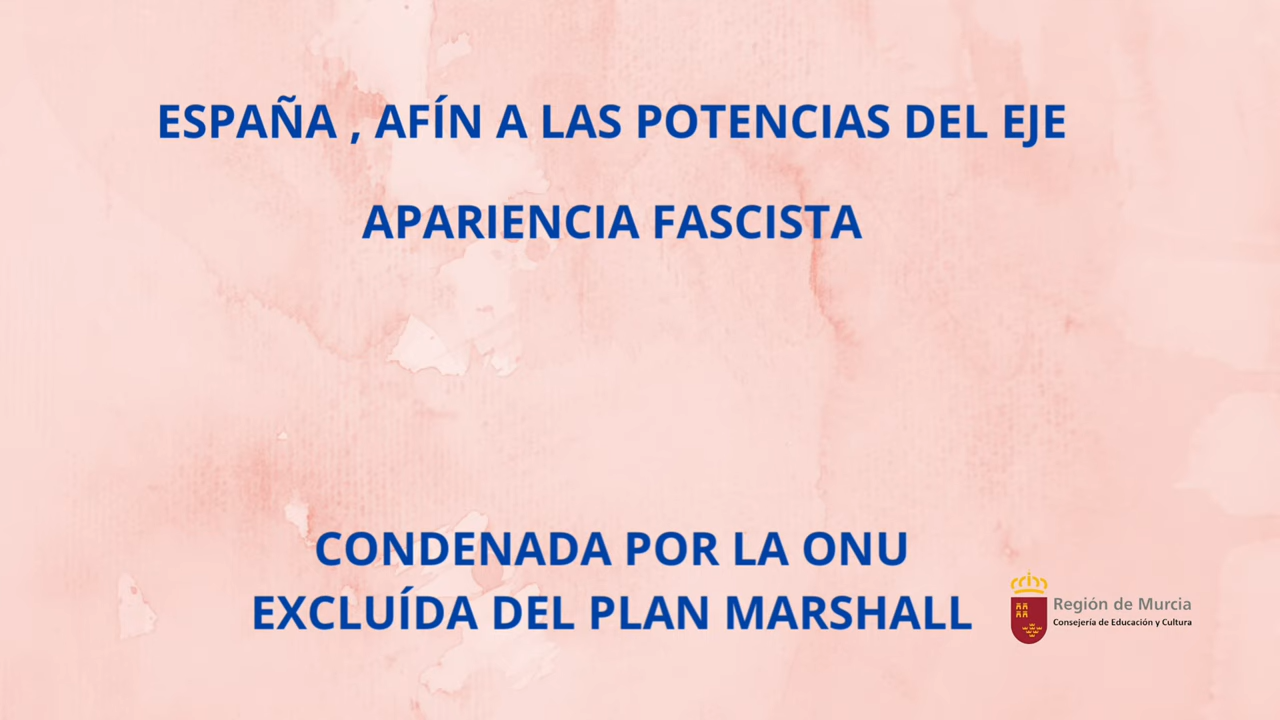 ESPAÑA , AFÍN A LAS POTENCIAS DEL EJE
APARIENCIA FASCISTA
CONDENADA POR LA ONU
EXCLUÍDA DEL PLAN MARSHALL
Región de Murcia
Consejería de Educación y Cultura